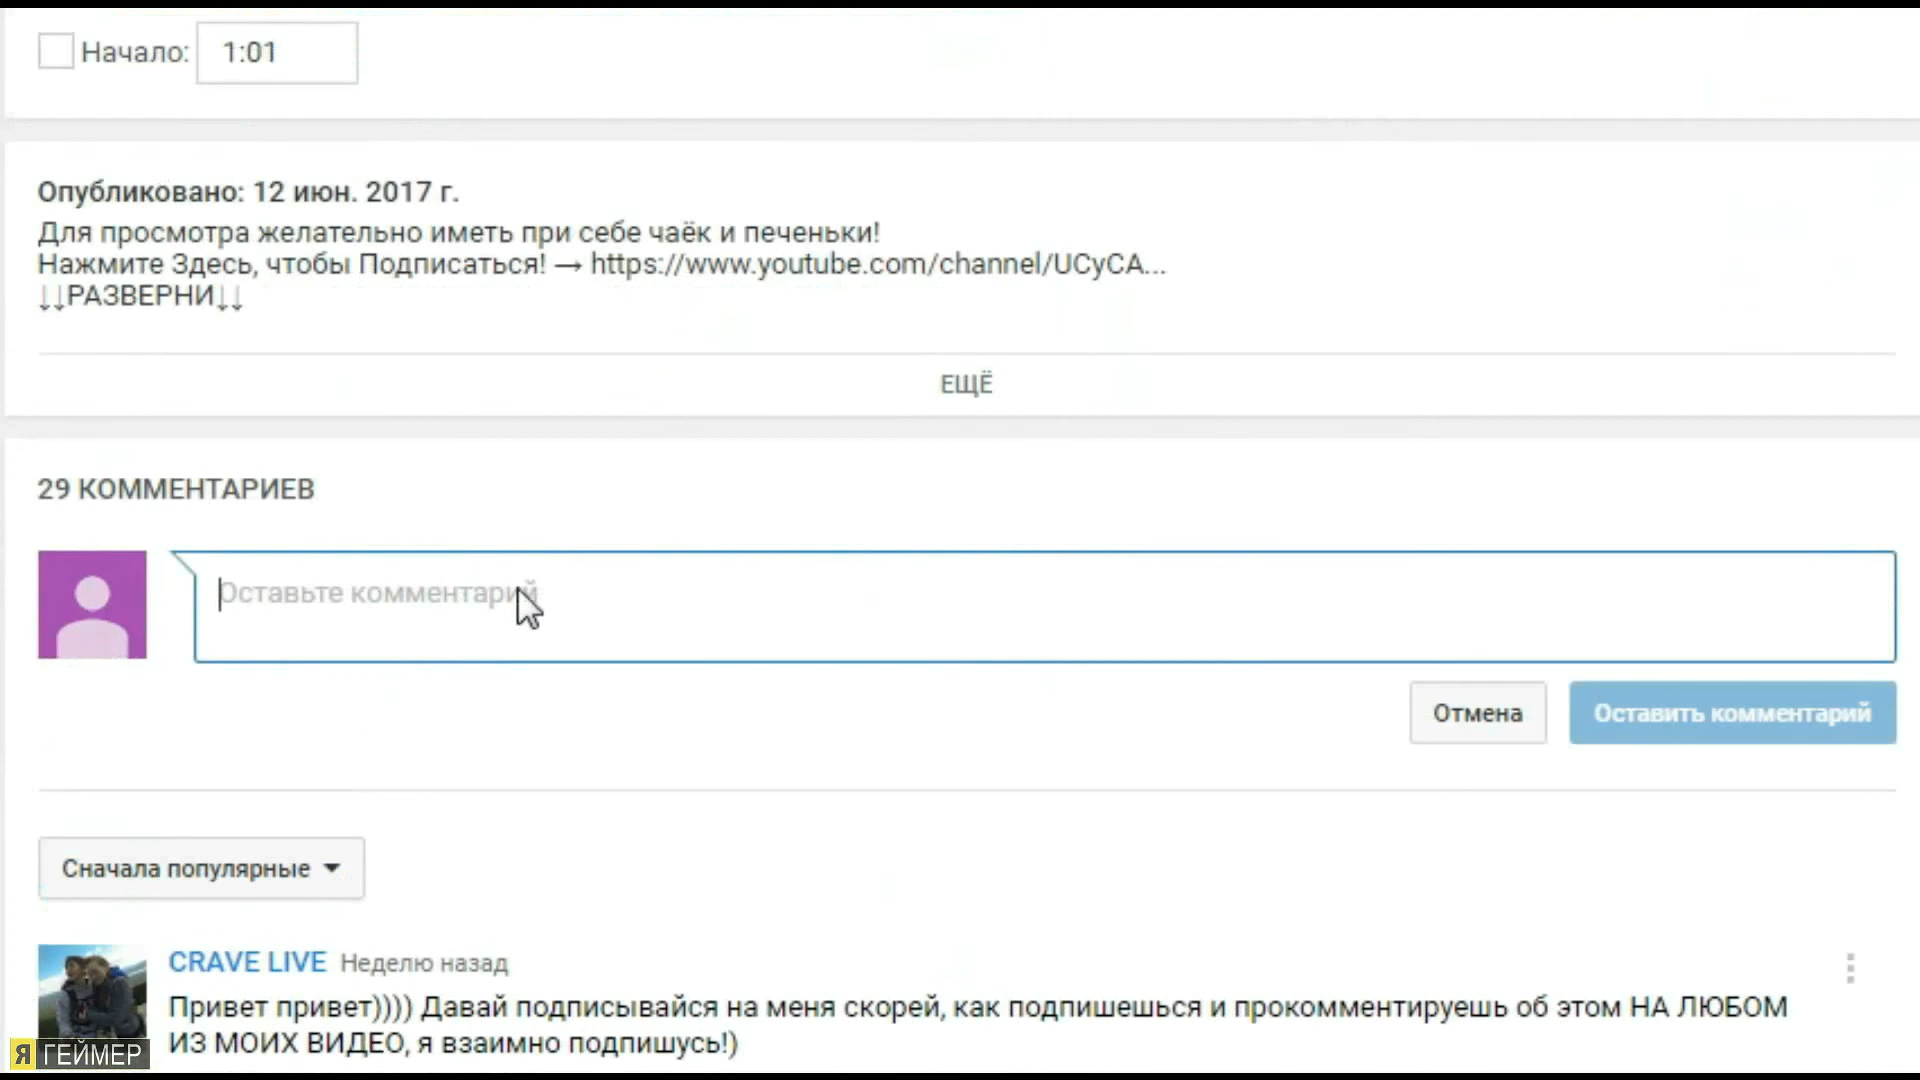 Начало: 1:01
Опубликовано: 12 июн. 2017 г.
Для просмотра желательно иметь при себе чаёк и печеньки!
Нажмите Здесь, чтобы Подписаться! → https://www.youtube.com/channel/UCyCA...
↓↓РАЗВЕРНИ↓↓
ЕЩЁ
29 КОММЕНТАРИЕВ
Оставьте комментарий
Отмена Оставить комментарий
Сначала популярные
CRAVE LIVE Неделю назад
Привет привет)))) Давай подписывайся на меня скорей, как подпишешься и прокомментируешь об этом НА ЛЮБОМ
ИЗ МОИХ ВИДЕО, я взаимно подпишусь!)
Я ГЕЙМЕР